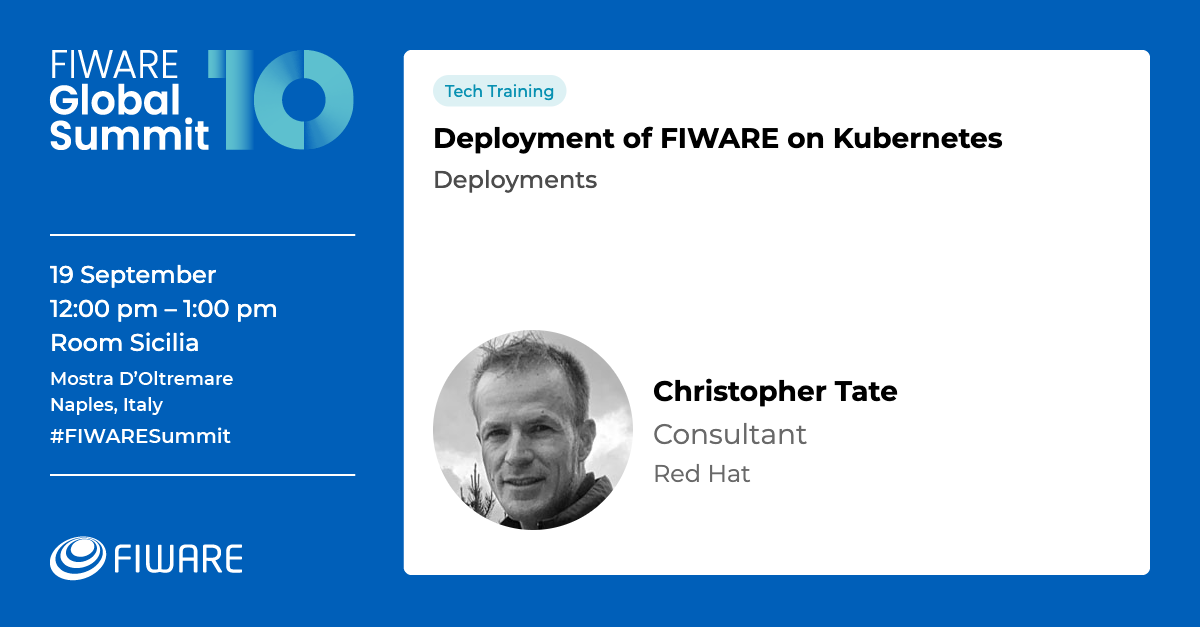 FIWARE
Global
Summit
10
19 September
12:00 pm – 1:00 pm
Room Sicilia
Mostra D’Oltremare
Naples, Italy
#FIWARESummit
FIWARE
Tech Training
Deployment of FIWARE on Kubernetes
Deployments
Christopher Tate
Consultant
Red Hat